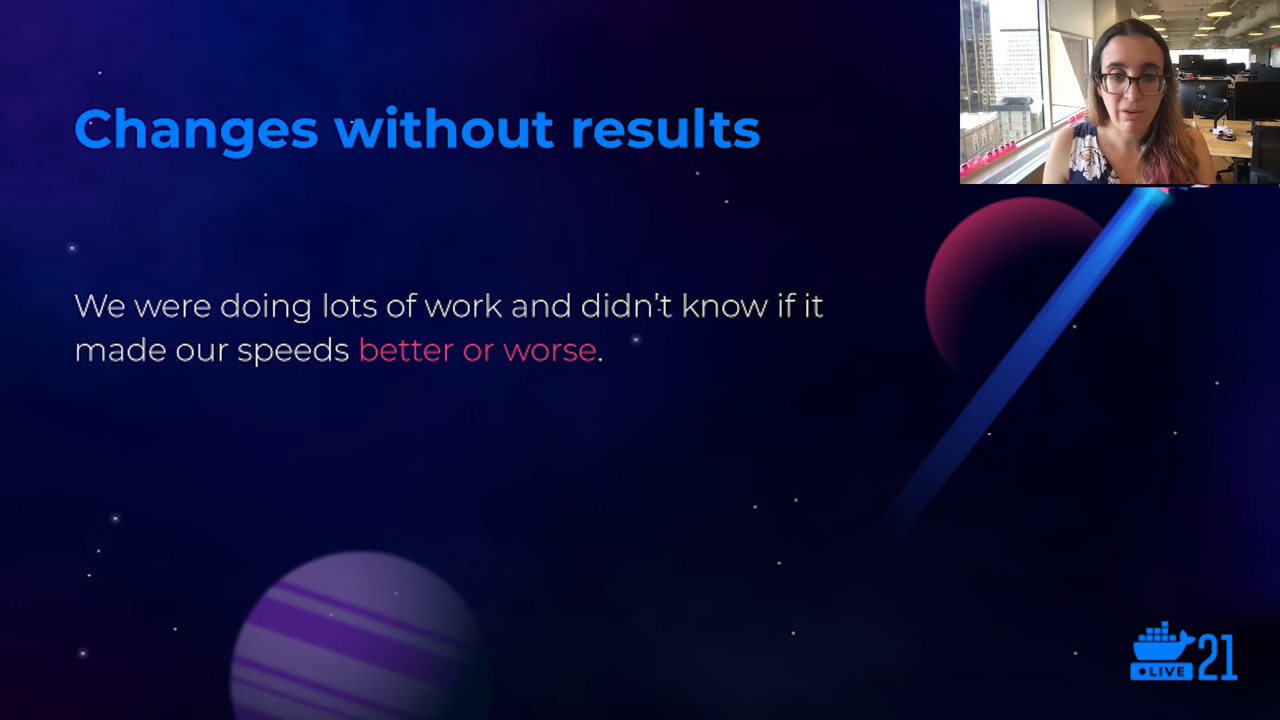 Changes without results
We were doing lots of work and didn't know if it
made our speeds better or worse.
LIVE 21